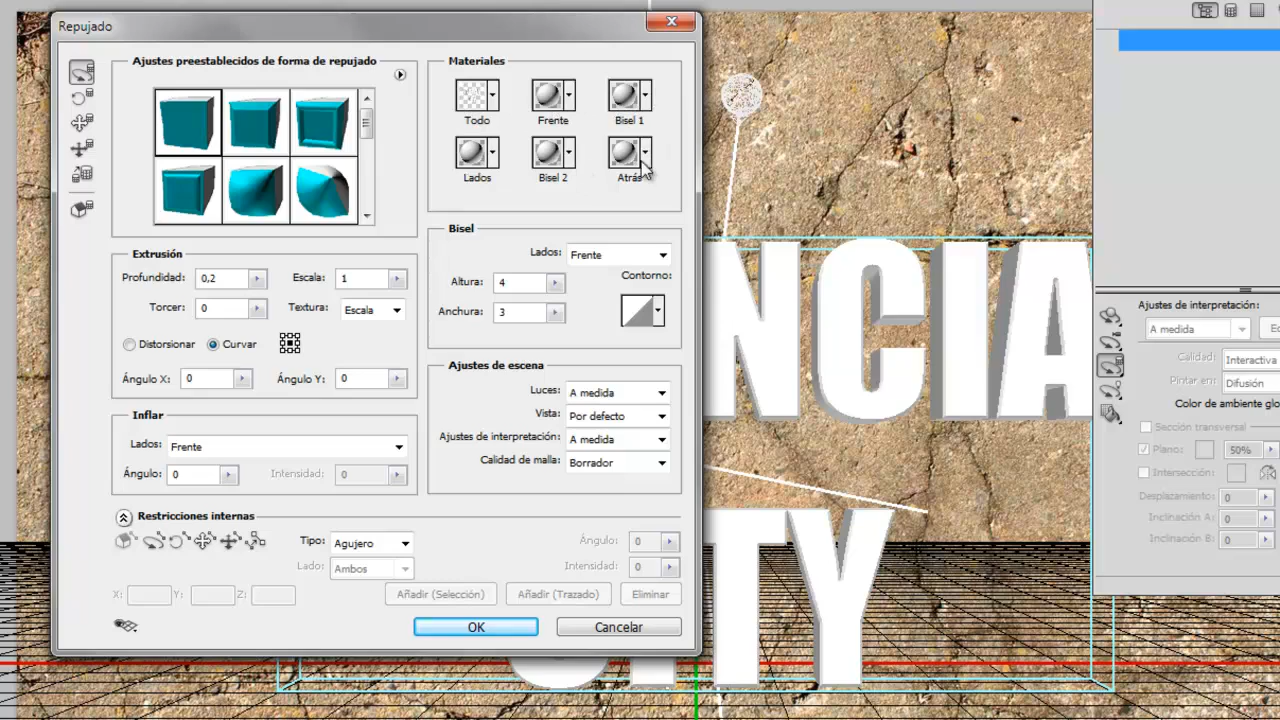 Repujado
Ajustes preestablecidos de forma de repujado
Materiales
Todo
Frente
Bisel 1
Lados
Bisel 2
Atrás
Extrusión
Profundidad: 0,2
Escala: 1
Torcer: 0
Textura: Escala
Distorsionar
Curvar
Ángulo X: 0
Ángulo Y: 0
Inflar
Lados: Frente
Ángulo: 0
Intensidad: 0
Bisel
Lados: Frente
Altura: 4
Contorno:
Anchura: 3
Ajustes de escena
Luces: A medida
Vista: Por defecto
Ajustes de interpretación: A medida
Calidad de malla: Borrador
Restricciones internas
Tipo: Agujero
Lado: Ambos
Ángulo: 0
Intensidad: 0
X:
Y:
Z:
Añadir (Selección)
Añadir (Trazado)
Eliminar
OK
Cancelar
NCIA
TY
Ajustes de interpretación:
A medida
Calidad: Interactiva
Pintar en: Difusión
Color de ambiente glo
Sección transversal
Plano: 50%
Intersección:
Desplazamiento: 0
Inclinación A: 0
Inclinación B: 0